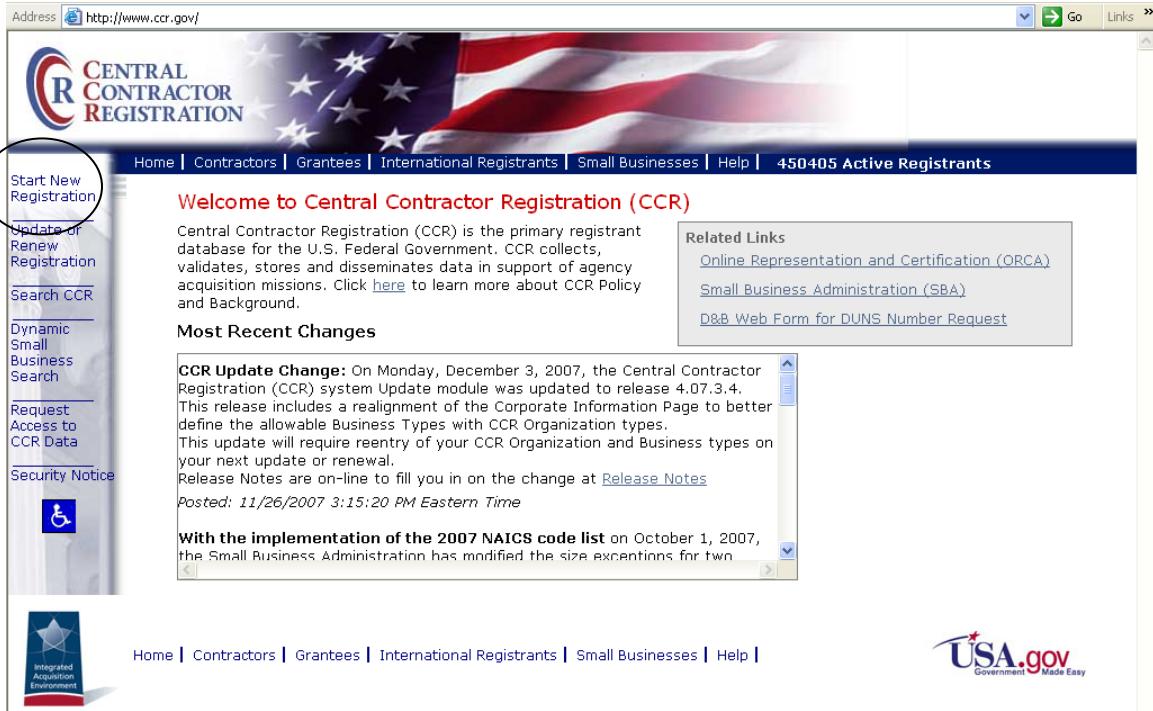 Address http://www.ccr.gov/ Go Links »
CENTRAL
CONTRACTOR
REGISTRATION
Home | Contractors | Grantees | International Registrants | Small Businesses | Help | 450405 Active Registrants
Start New
Registration
Update or
Renew
Registration
Search CCR
Dynamic
Small
Business
Search
Request
Access to
CCR Data
Security Notice
Welcome to Central Contractor Registration (CCR)
Central Contractor Registration (CCR) is the primary registrant
database for the U.S. Federal Government. CCR collects,
validates, stores and disseminates data in support of agency
acquisition missions. Click here to learn more about CCR Policy
and Background.
Related Links
Online Representation and Certification (ORCA)
Small Business Administration (SBA)
D&B Web Form for DUNS Number Request
Most Recent Changes
CCR Update Change: On Monday, December 3, 2007, the Central Contractor
Registration (CCR) system Update module was updated to release 4.07.3.4.
This release includes a realignment of the Corporate Information Page to better
define the allowable Business Types with CCR Organization types.
This update will require reentry of your CCR Organization and Business types on
your next update or renewal.
Release Notes are on-line to fill you in on the change at Release Notes
Posted: 11/26/2007 3:15:20 PM Eastern Time
With the implementation of the 2007 NAICS code list on October 1, 2007,
the Small Business Administration has modified the size exceptions for two
Integrated
Acquisition
Environment
Home | Contractors | Grantees | International Registrants | Small Businesses | Help |
USA.gov
Government Made Easy